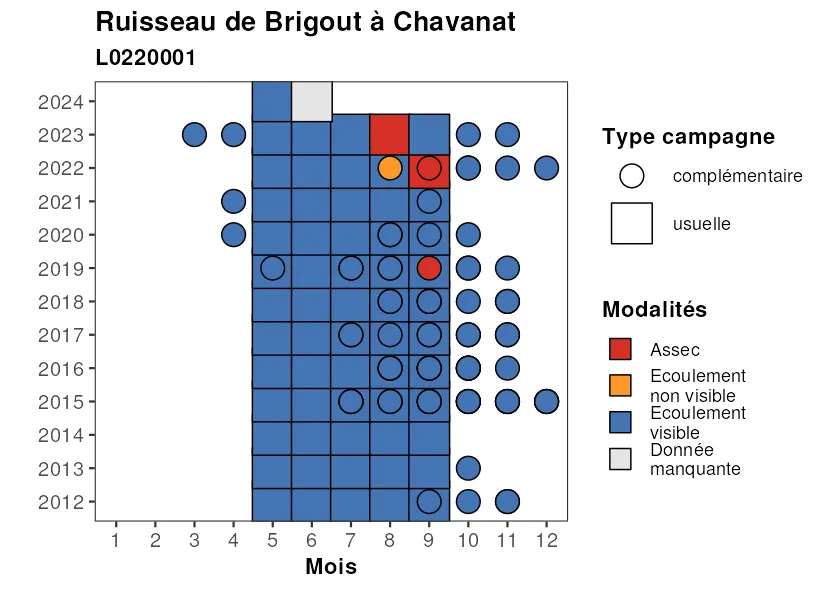 Ruisseau de Brigout à Chavanat
L0220001
2024
2023
2022
2021
2020
2019
2018
2017
2016
2015
2014
2013
2012
1 2 3 4 5 6 7 8 9 10 11 12
Mois
Type campagne
complémentaire
usuelle
Modalités
Assec
Ecoulement
non visible
Ecoulement
visible
Donnée
manquante